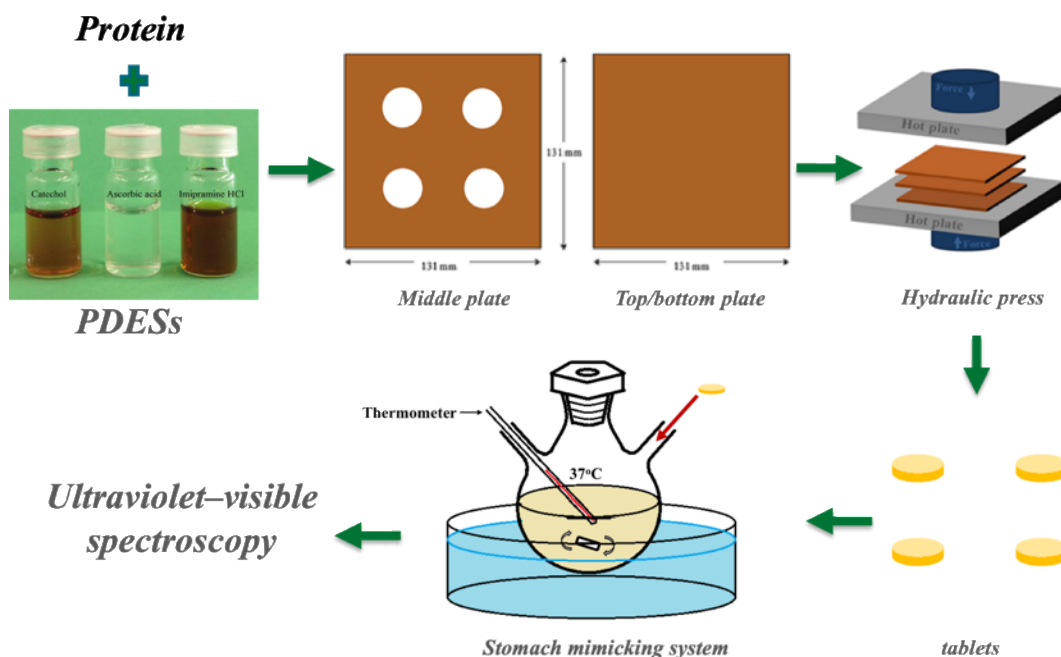 Protein
Catechol
Ascorbic acid
Imipramine HCl
PDESs
131 mm
131 mm
131 mm
Middle plate
Top/bottom plate
Force
Hot plate
Hot plate
Force
Hydraulic press
Thermometer
37°C
Ultraviolet–visible
spectroscopy
Stomach mimicking system
tablets